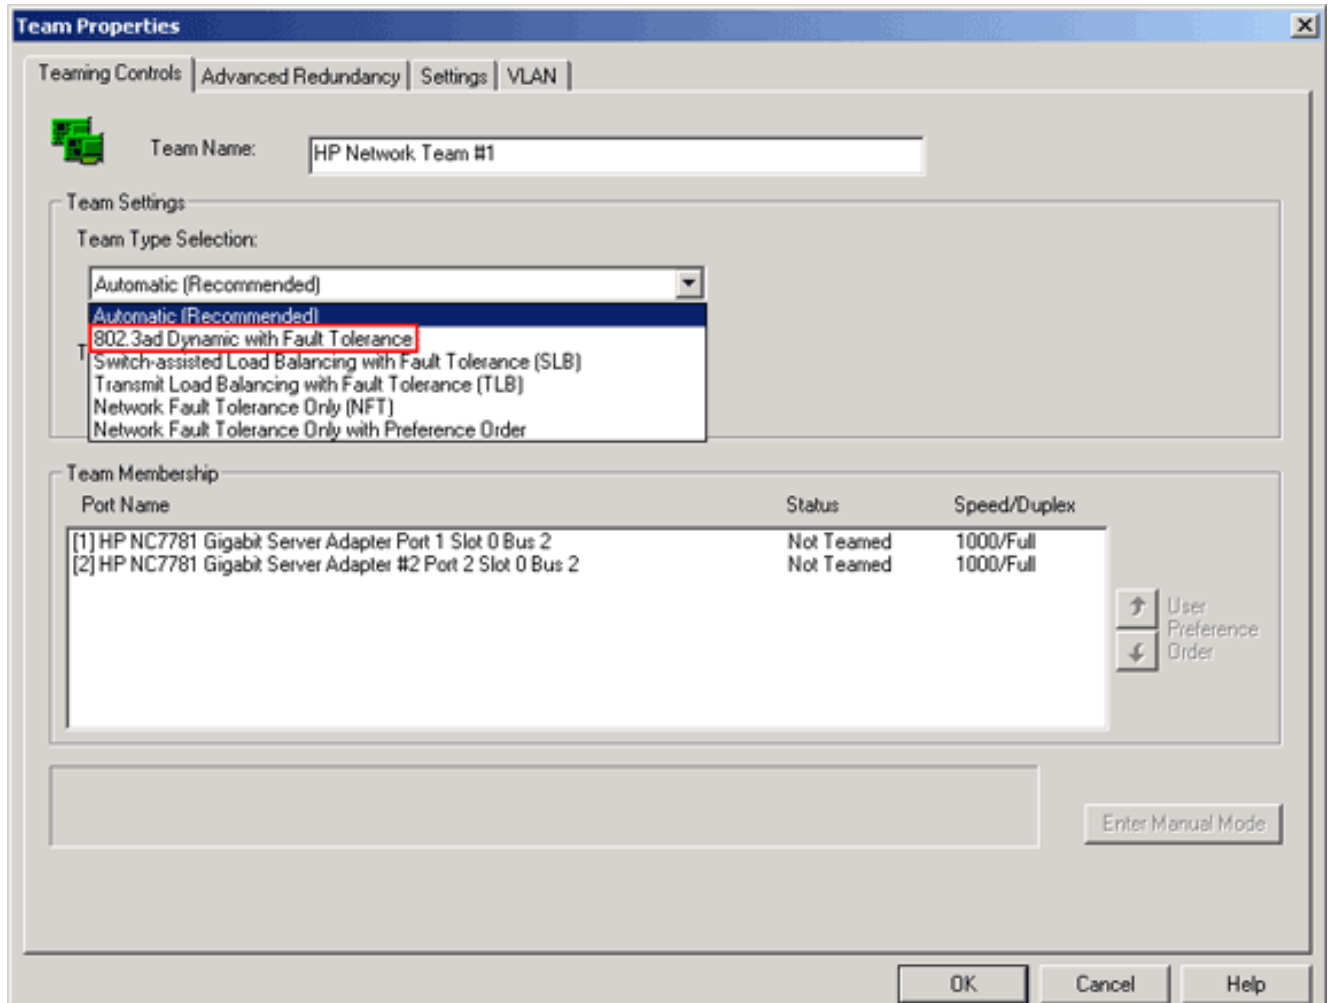 Team Properties
Teaming Controls Advanced Redundancy Settings VLAN
Team Name: HP Network Team #1
Team Settings
Team Type Selection:
Automatic (Recommended)
Automatic (Recommended)
802.3ad Dynamic with Fault Tolerance
Switch-assisted Load Balancing with Fault Tolerance (SLB)
Transmit Load Balancing with Fault Tolerance (TLB)
Network Fault Tolerance Only (NFT)
Network Fault Tolerance Only with Preference Order
Team Membership
Port Name Status Speed/Duplex
[1] HP NC7781 Gigabit Server Adapter Port 1 Slot 0 Bus 2 Not Teamed 1000/Full
[2] HP NC7781 Gigabit Server Adapter #2 Port 2 Slot 0 Bus 2 Not Teamed 1000/Full
User
Preference
Order
Enter Manual Mode
OK Cancel Help